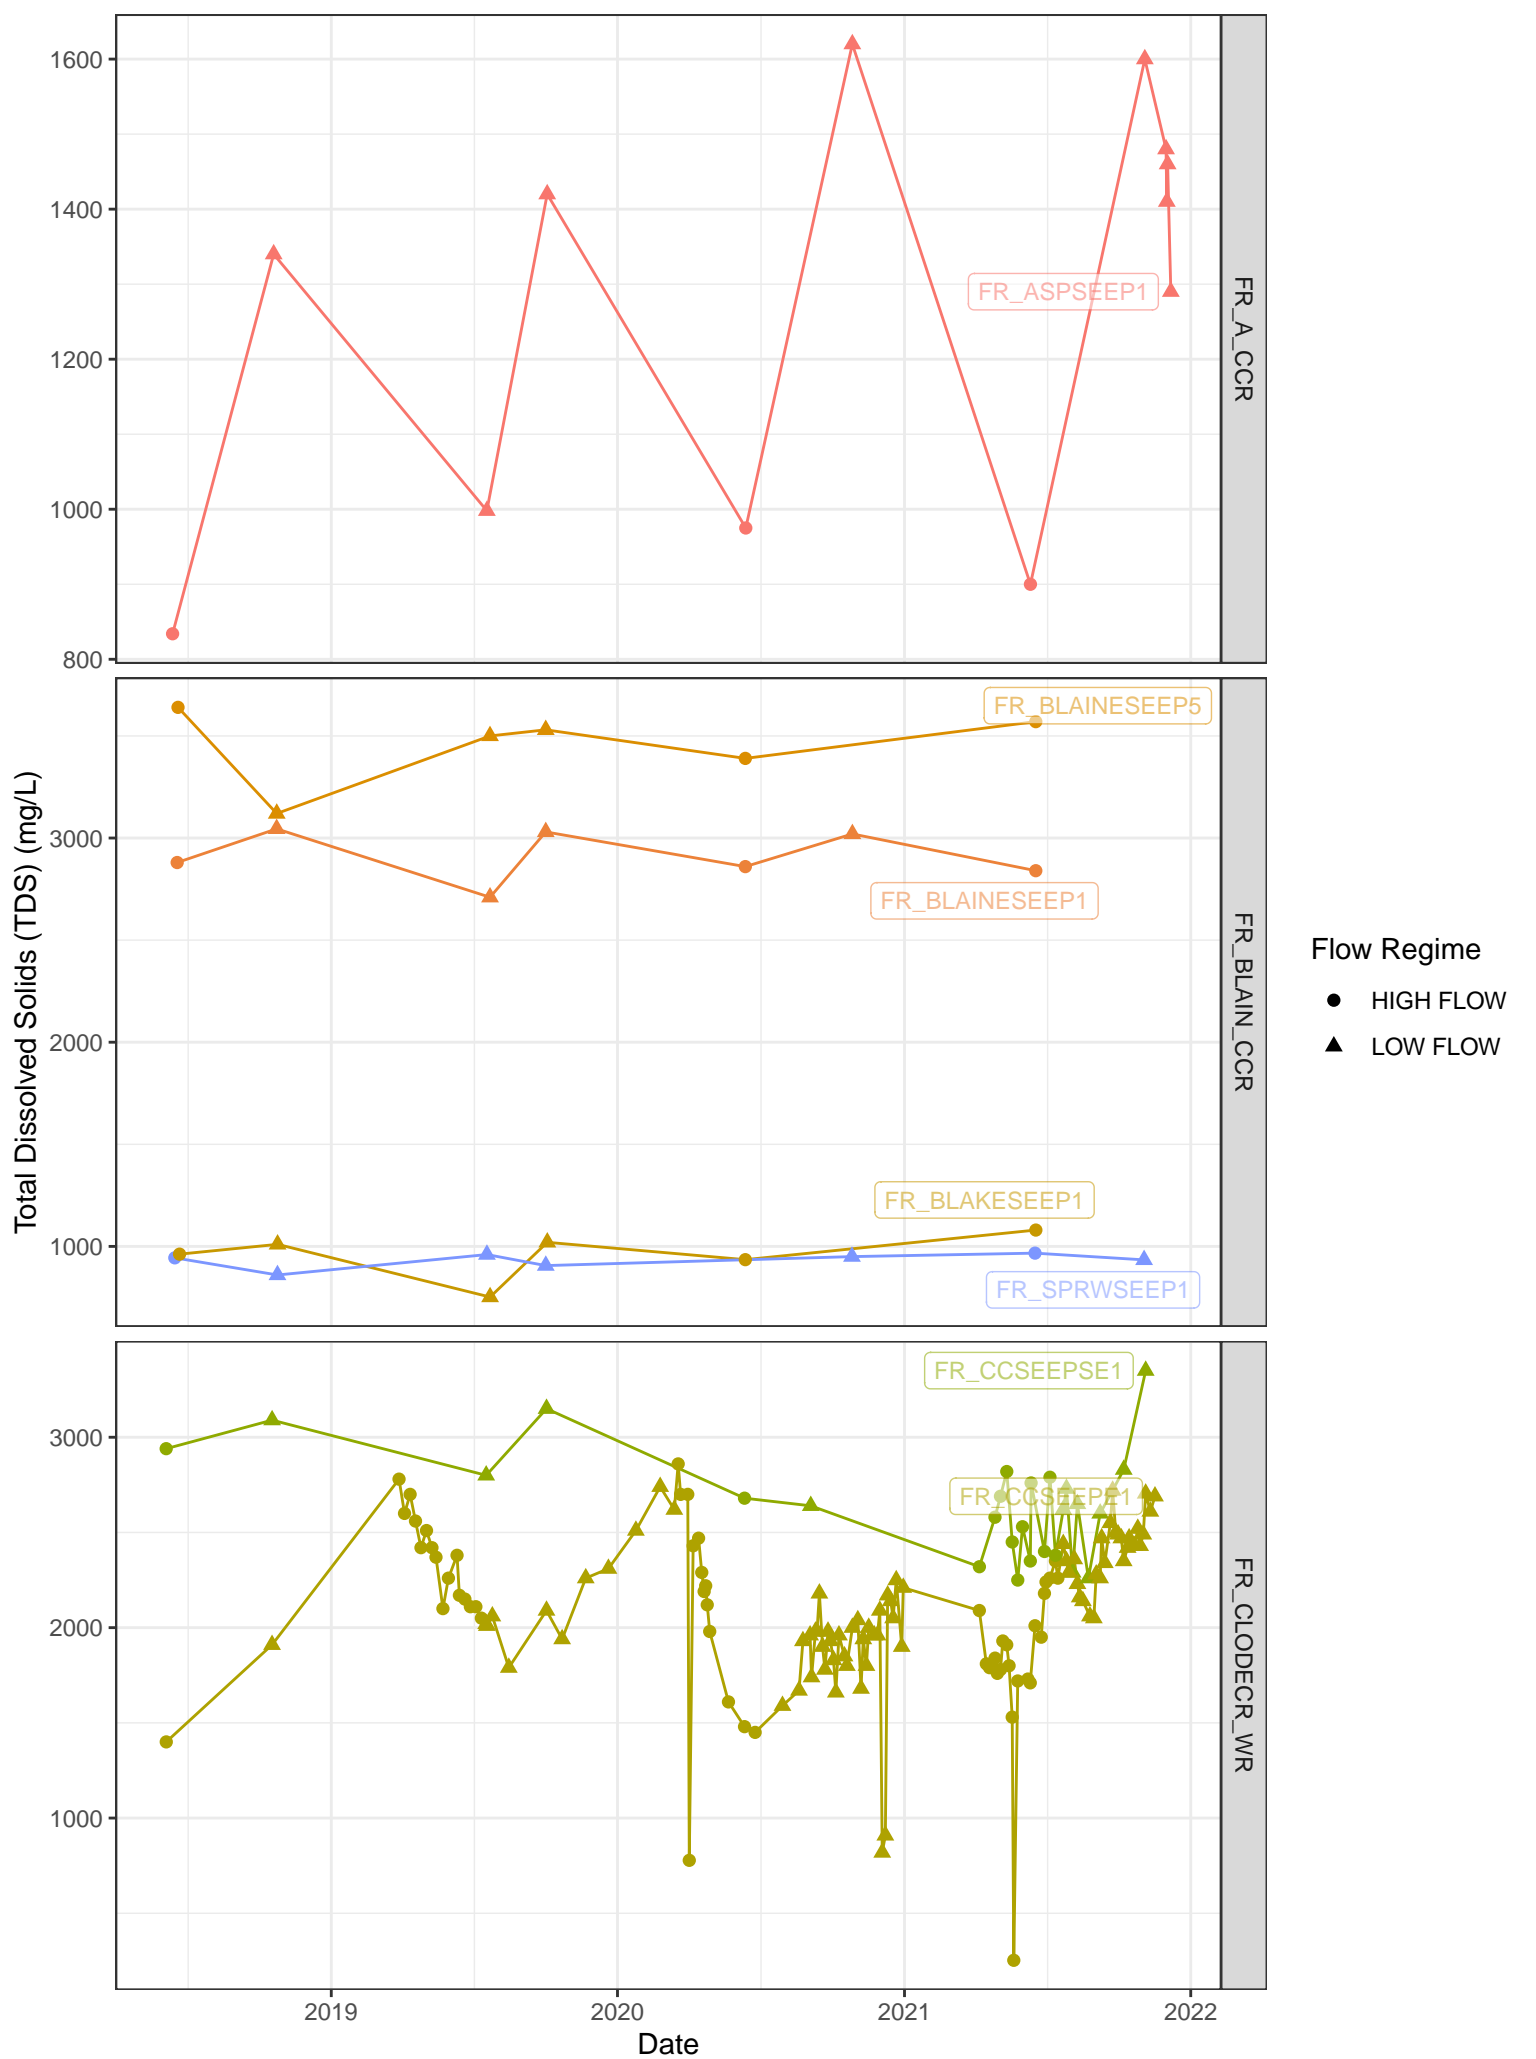 1600
1400
1200
1000
800
FR_ASPSEEP1
FR_A_CCR
3000
2000
1000
FR_BLAINESEEP5
FR_BLAINESEEP1
FR_BLAKESEEP1
FR_SPRWSEEP1
FR_BLAIN_CCR
3000
2000
1000
FR_CCSEEPSE1
FR_CCSEEPE1
FR_CLODECR_WR
2019
2020
2021
2022
Date
Total Dissolved Solids (TDS) (mg/L)
Flow Regime
HIGH FLOW
LOW FLOW